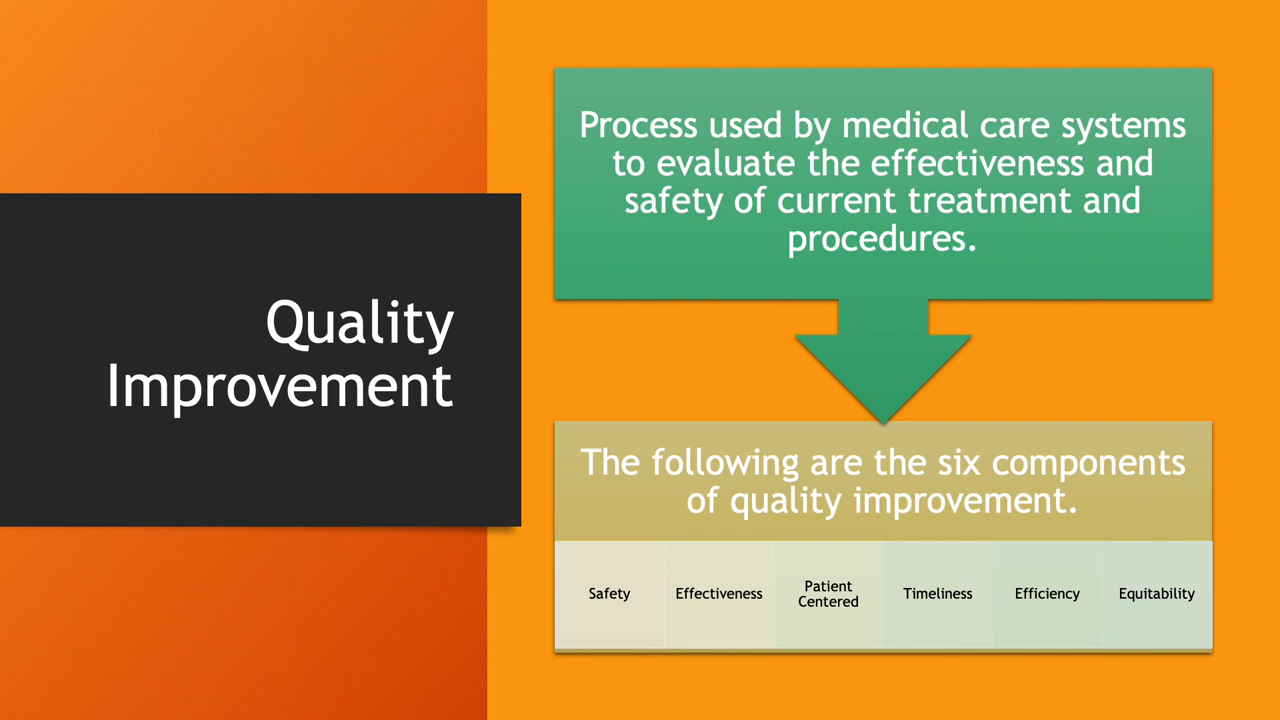 Quality
Improvement
Process used by medical care systems
to evaluate the effectiveness and
safety of current treatment and
procedures.
The following are the six components
of quality improvement.
Safety
Effectiveness
Patient
Centered
Timeliness
Efficiency
Equitability